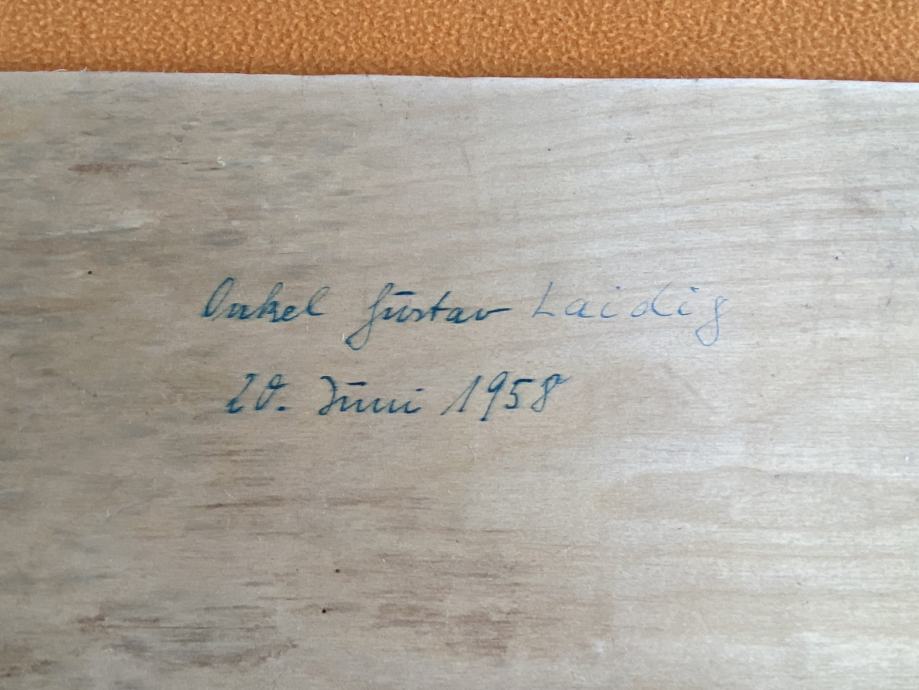 Onkel Gustav Laidig
20. Juni 1958